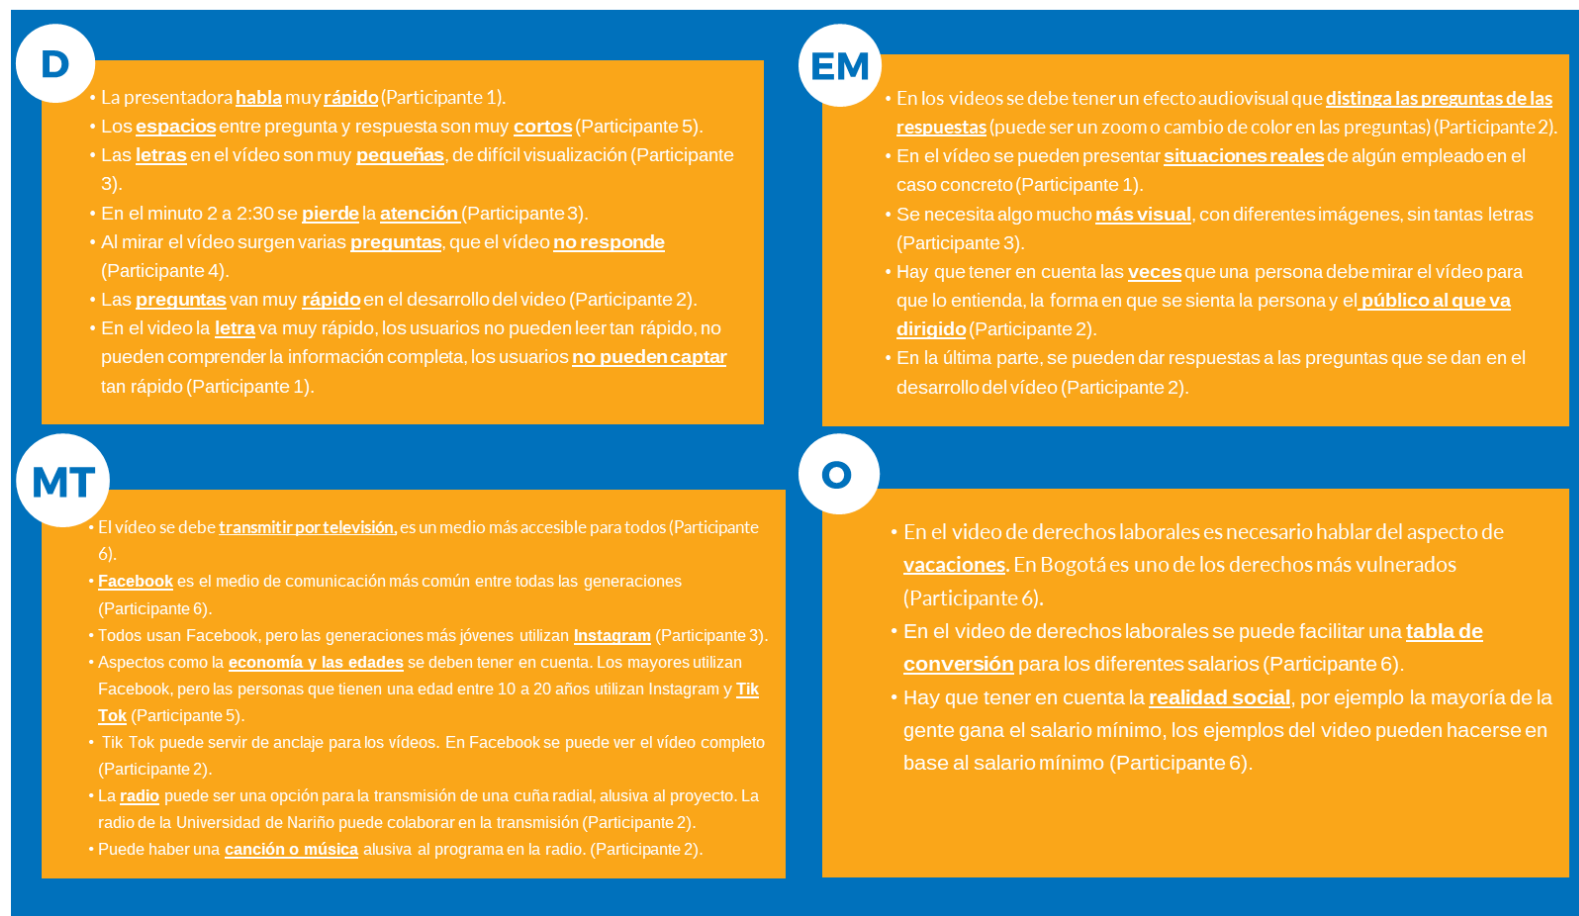 D
• La presentadora habla muy rápido (Participante 1).
• Los espacios entre pregunta y respuesta son muy cortos (Participante 5).
• Las letras en el vídeo son muy pequeñas, de difícil visualización (Participante
3).
• En el minuto 2 a 2:30 se pierde la atención (Participante 3).
• Al mirar el vídeo surgen varias preguntas, que el vídeo no responde
(Participante 4).
• Las preguntas van muy rápido en el desarrollo del video (Participante 2).
• En el video la letra va muy rápido, los usuarios no pueden leer tan rápido, no
pueden comprender la información completa, los usuarios no pueden captar
tan rápido (Participante 1).
EM
• En los videos se debe tener un efecto audiovisual que distinga las preguntas de las
respuestas (puede ser un zoom o cambio de color en las preguntas) (Participante 2).
• En el vídeo se pueden presentar situaciones reales de algún empleado en el
caso concreto (Participante 1).
• Se necesita algo mucho más visual, con diferentes imágenes, sin tantas letras
(Participante 3).
• Hay que tener en cuenta las veces que una persona debe mirar el vídeo para
que lo entienda, la forma en que se sienta la persona y el público al que va
dirigido (Participante 2).
• En la última parte, se pueden dar respuestas a las preguntas que se dan en el
desarrollo del vídeo (Participante 2).
MT
• El vídeo se debe transmitir por televisión, es un medio más accesible para todos (Participante
6).
• Facebook es el medio de comunicación más común entre todas las generaciones
(Participante 6).
• Todos usan Facebook, pero las generaciones más jóvenes utilizan Instagram (Participante 3).
• Aspectos como la economía y las edades se deben tener en cuenta. Los mayores utilizan
Facebook, pero las personas que tienen una edad entre 10 a 20 años utilizan Instagram y Tik
Tok (Participante 5).
• Tik Tok puede servir de anclaje para los vídeos. En Facebook se puede ver el vídeo completo
(Participante 2).
• La radio puede ser una opción para la transmisión de una cuña radial, alusiva al proyecto. La
radio de la Universidad de Nariño puede colaborar en la transmisión (Participante 2).
• Puede haber una canción o música alusiva al programa en la radio. (Participante 2).
O
• En el video de derechos laborales es necesario hablar del aspecto de
vacaciones. En Bogotá es uno de los derechos más vulnerados
(Participante 6).
• En el video de derechos laborales se puede facilitar una tabla de
conversión para los diferentes salarios (Participante 6).
• Hay que tener en cuenta la realidad social, por ejemplo la mayoría de la
gente gana el salario mínimo, los ejemplos del video pueden hacerse en
base al salario mínimo (Participante 6).